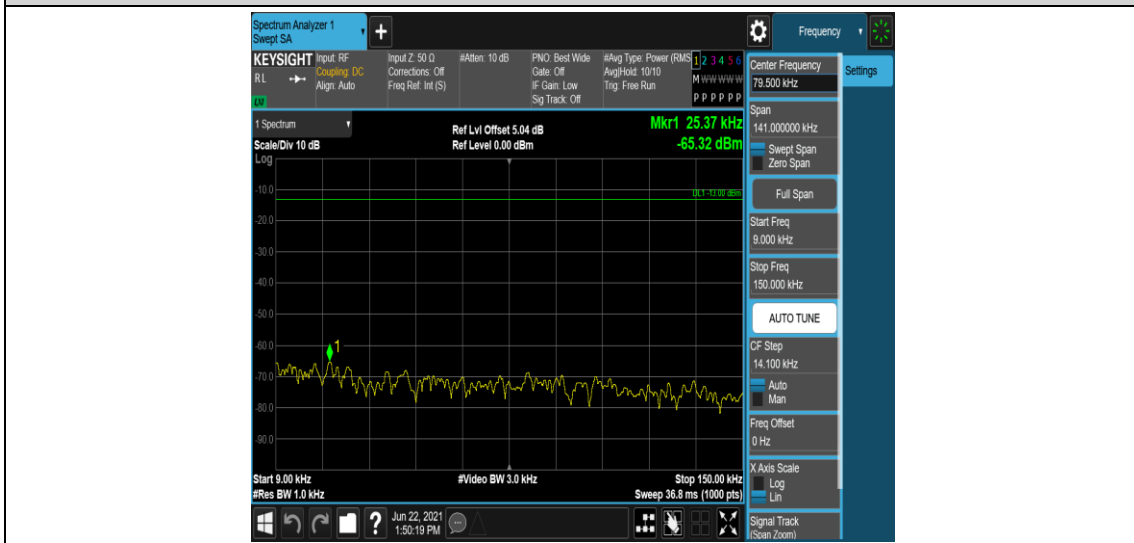 Spectrum Analyzer 1
Swept SA
+
Frequency
KEYSIGHT
RL
LXI
Input: RF
Coupling: DC
Align: Auto
Input Z: 50 Ω
Corrections: Off
Freq Ref: Int (S)
#Atten: 10 dB
PNO: Best Wide
Gate: Off
IF Gain: Low
Sig Track: Off
#Avg Type: Power (RMS
Avg|Hold: 10/10
Trig: Free Run
1 2 3 4 5 6
M W W W W W
P P P P P P
1 Spectrum
Scale/Div 10 dB
Ref Lvl Offset 5.04 dB
Ref Level 0.00 dBm
Mkr1 25.37 kHz
-65.32 dBm
Log
-10.0
DL1 -13.00 dBm
-20.0
-30.0
-40.0
-50.0
-60.0
1
-70.0
-80.0
-90.0
Start 9.00 kHz
#Res BW 1.0 kHz
#Video BW 3.0 kHz
Stop 150.00 kHz
Sweep 36.8 ms (1000 pts)
?
Jun 22, 2021
1:50:19 PM
Center Frequency
79.500 kHz
Settings
Span
141.000000 kHz
Swept Span
Zero Span
Full Span
Start Freq
9.000 kHz
Stop Freq
150.000 kHz
AUTO TUNE
CF Step
14.100 kHz
Auto
Man
Freq Offset
0 Hz
X Axis Scale
Log
Lin
Signal Track
(Span Zoom)